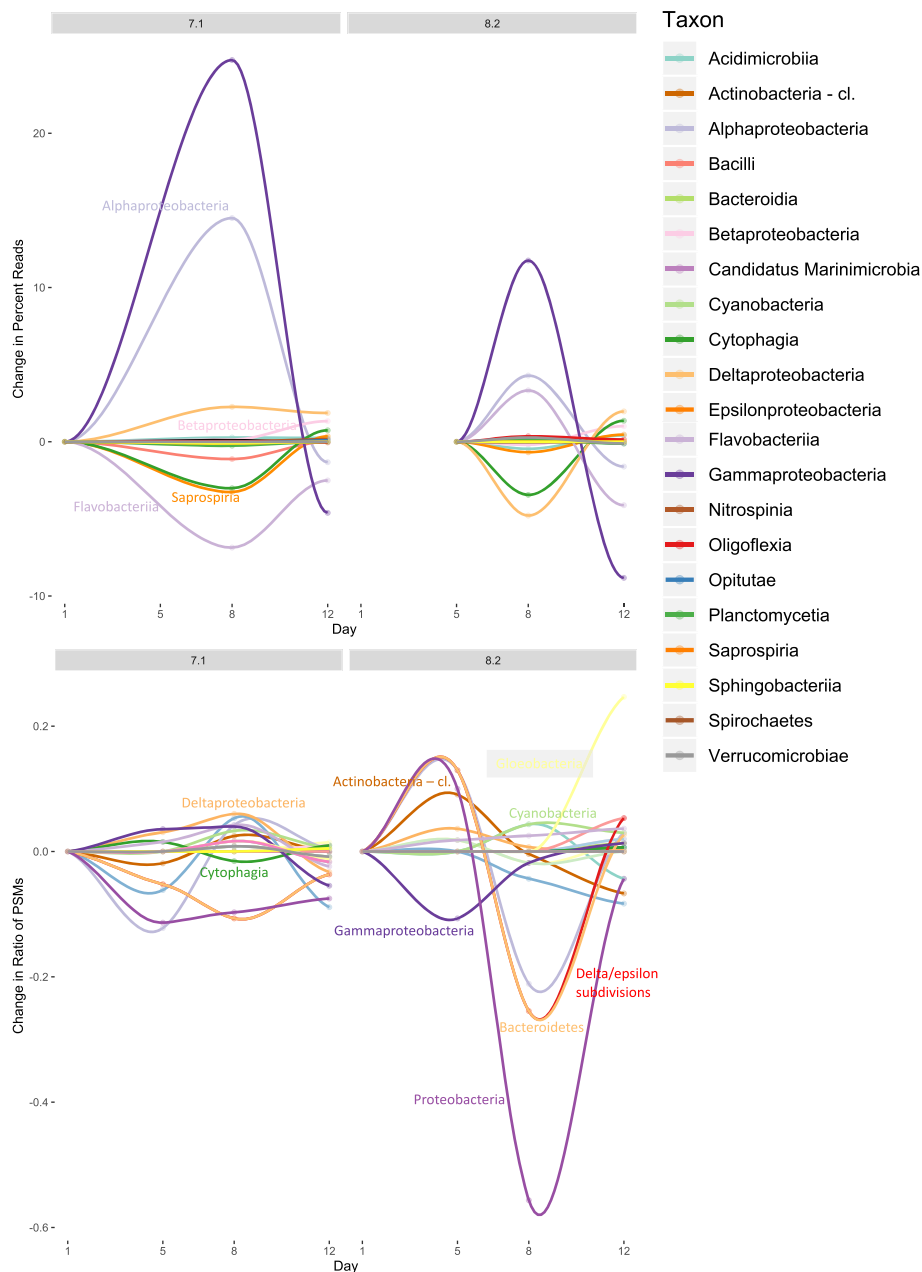 7.1
8.2
Change in Percent Reads
20
10
0
-10
Alphaproteobacteria
Betaproteobacteria
Saprospiria
Flavobacteriia
1
5
8
12
1
5
8
12
Day
Taxon
Acidimicrobiia
Actinobacteria - cl.
Alphaproteobacteria
Bacilli
Bacteroidia
Betaproteobacteria
Candidatus Marinimicrobia
Cyanobacteria
Cytophagia
Deltaproteobacteria
Epsilonproteobacteria
Flavobacteriia
Gammaproteobacteria
Nitrospinia
Oligoflexia
Opitutae
Planctomycetia
Saprospiria
Sphingobacteriia
Spirochaetes
Verrucomicrobiae
7.1
8.2
Change in Ratio of PSMs
0.2
0.0
-0.2
-0.4
-0.6
Deltaproteobacteria
Cytophagia
Actinobacteria – cl.
Cyanobacteria
Gammaproteobacteria
Delta/epsilon
subdivisions
Bacteroidetes
Proteobacteria
1
5
8
12
1
5
8
12
Day